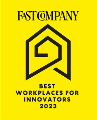 FAST COMPANY
BEST
WORKPLACES FOR
INNOVATORS
2023